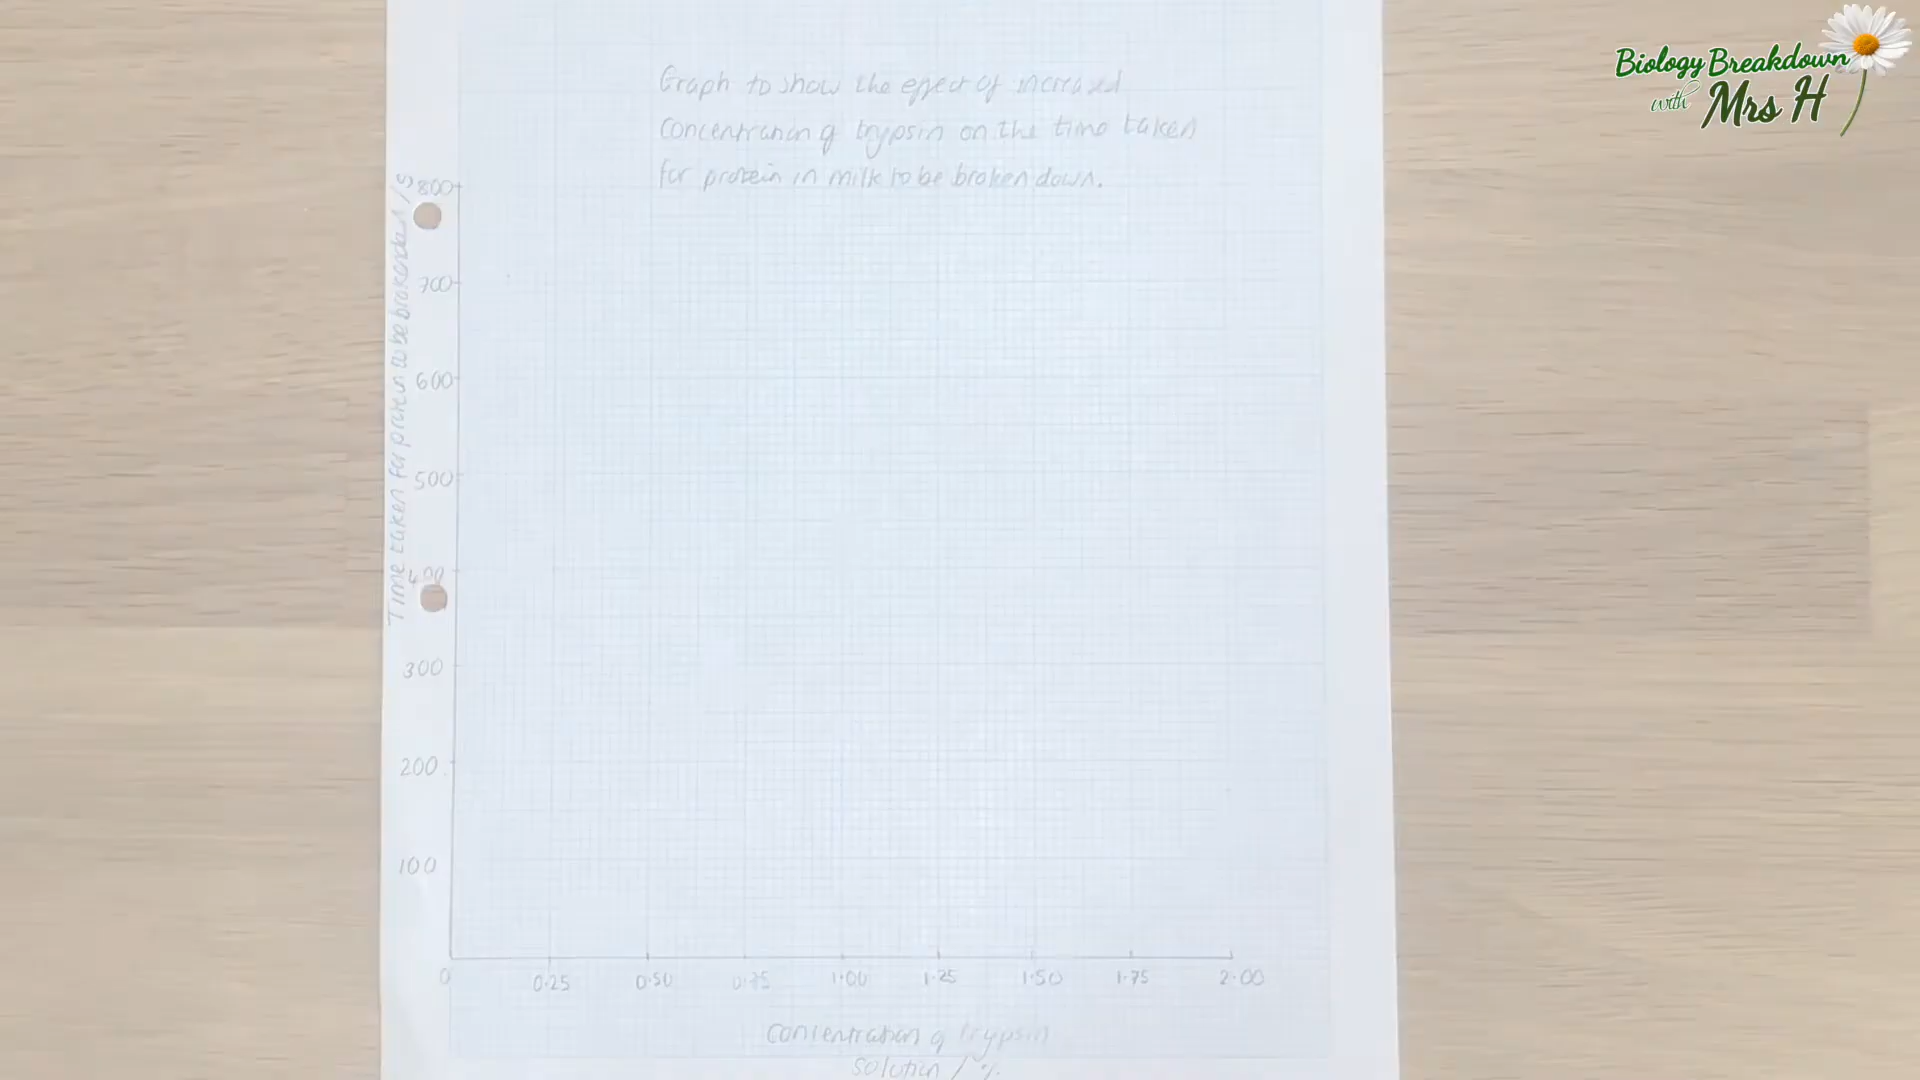 Biology Breakdown
with Mrs H
Graph to show the effect of increased
concentration of trypsin on the time taken
for protein in milk to be broken down.
Time taken for protein to be broken down / s
800
700
600
500
400
300
200
100
0 0.25 0.50 0.75 1.00 1.25 1.50 1.75 2.00
Concentration of trypsin
solution / %